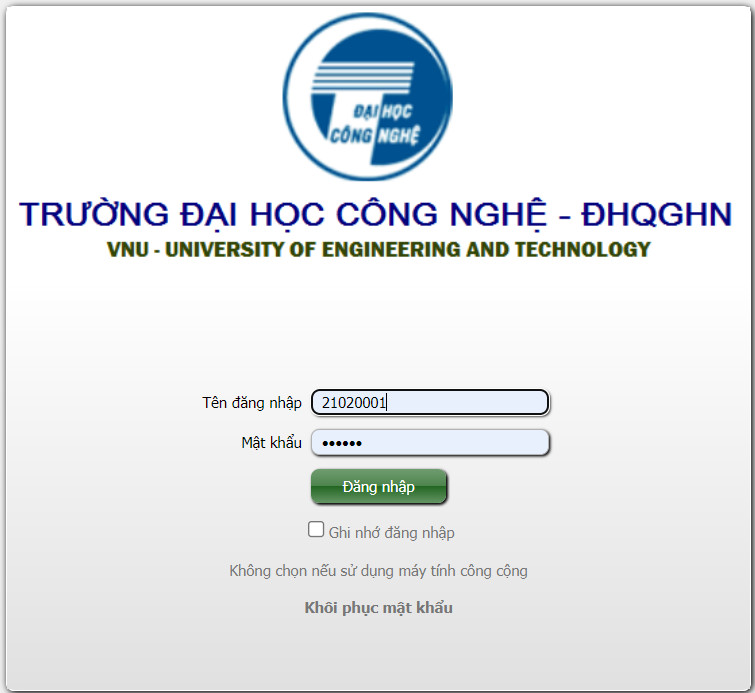 ĐẠI HỌC
CÔNG NGHỆ
TRƯỜNG ĐẠI HỌC CÔNG NGHỆ - ĐHQGHN
VNU - UNIVERSITY OF ENGINEERING AND TECHNOLOGY
Tên đăng nhập 21020001
Mật khẩu ••••••
Đăng nhập
Ghi nhớ đăng nhập
Không chọn nếu sử dụng máy tính công cộng
Khôi phục mật khẩu